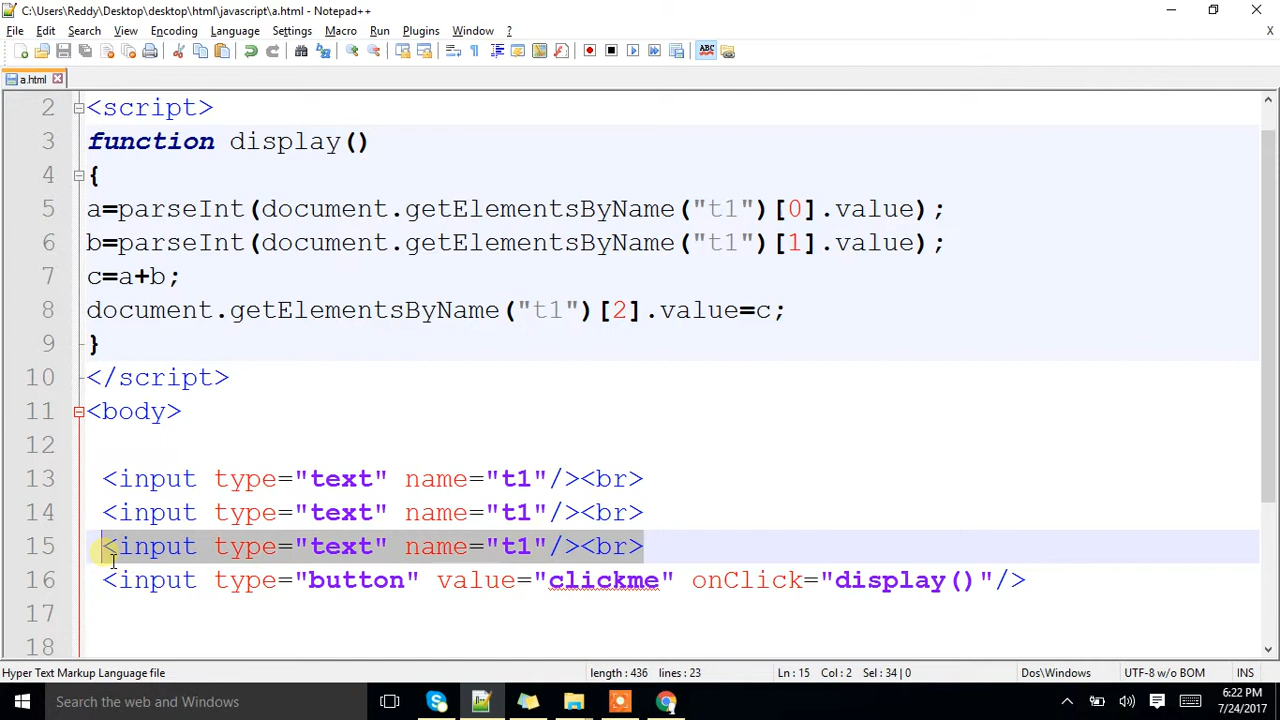 C:\Users\Reddy\Desktop\desktop\html\javascript\a.html - Notepad++
File Edit Search View Encoding Language Settings Macro Run Plugins Window ? X
ABC
a.html
2 <script>
3 function display()
4 {
5 a=parseInt(document.getElementsByName("t1")[0].value);
6 b=parseInt(document.getElementsByName("t1")[1].value);
7 c=a+b;
8 document.getElementsByName("t1")[2].value=c;
9 }
10 </script>
11 <body>
12
13 <input type="text" name="t1"/><br>
14 <input type="text" name="t1"/><br>
15 <input type="text" name="t1"/><br>
16 <input type="button" value="clickme" onClick="display()"/>
17
18
Hyper Text Markup Language file length : 436 lines : 23 Ln : 15 Col : 2 Sel : 34 | 0 Dos\Windows UTF-8 w/o BOM INS
Search the web and Windows
6:22 PM
7/24/2017